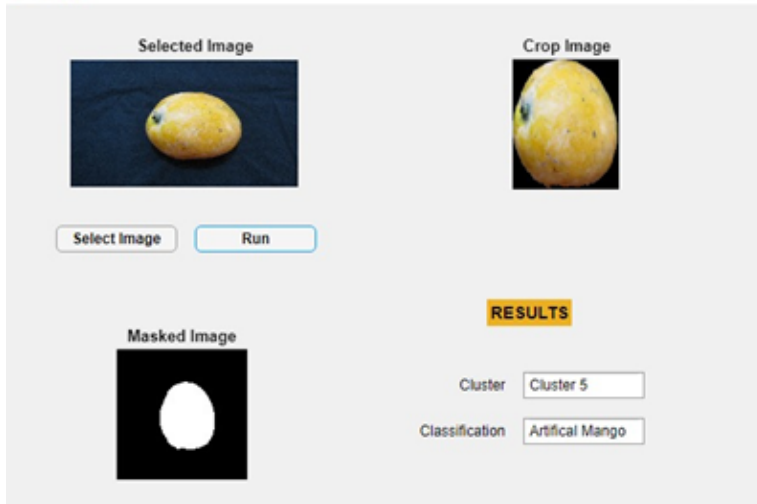 Selected Image
Crop Image
Select Image
Run
RESULTS
Masked Image
Cluster
Cluster 5
Classification
Artifical Mango